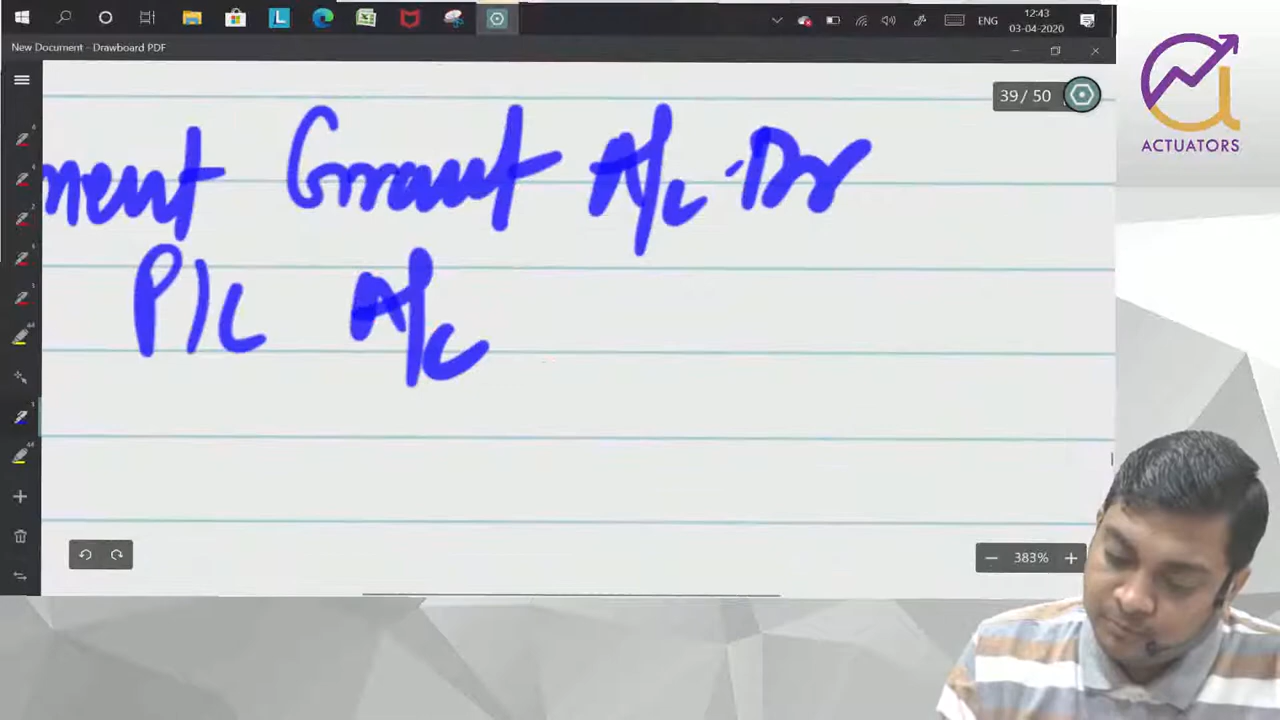 12:43
ENG
03-04-2020
New Document - Drawboard PDF
39 / 50
ACTUATORS
ment Grant A/c Dr
P/L A/c
383%